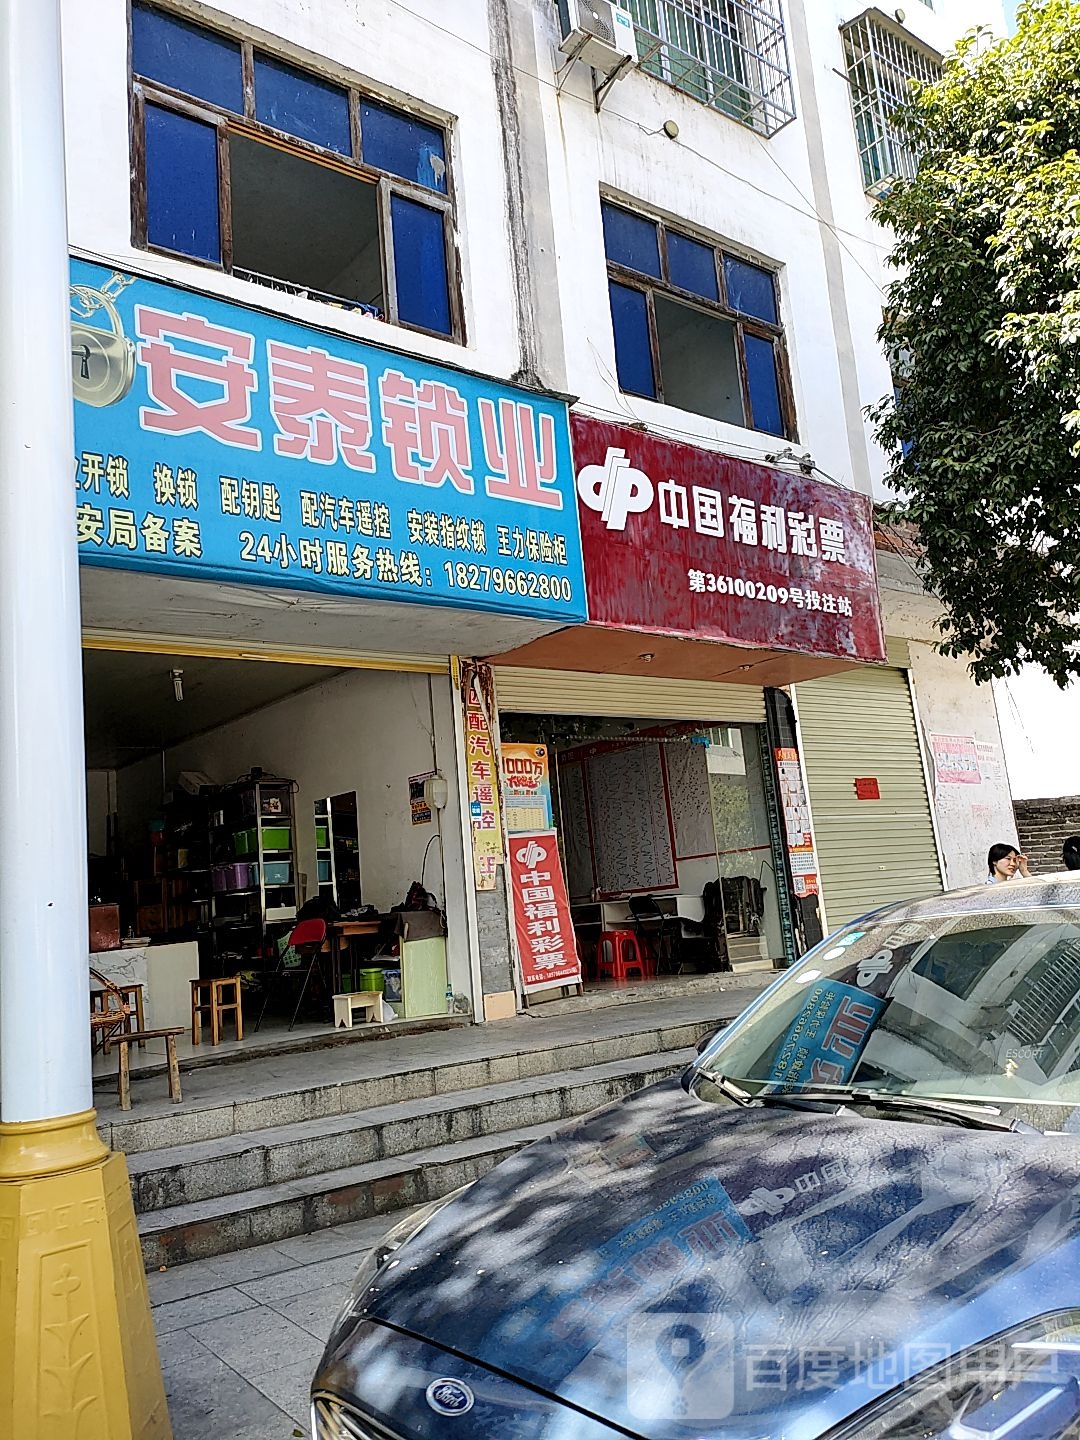 安泰锁业
开锁 换锁 配钥匙 配汽车遥控 安装指纹锁 王力保险柜
安局备案 24小时服务热线：18279662800
中国福利彩票
第36100209号投注站
配汽车遥控
1000万
中国福利彩票
ESCORT
Ford
百度地图用户